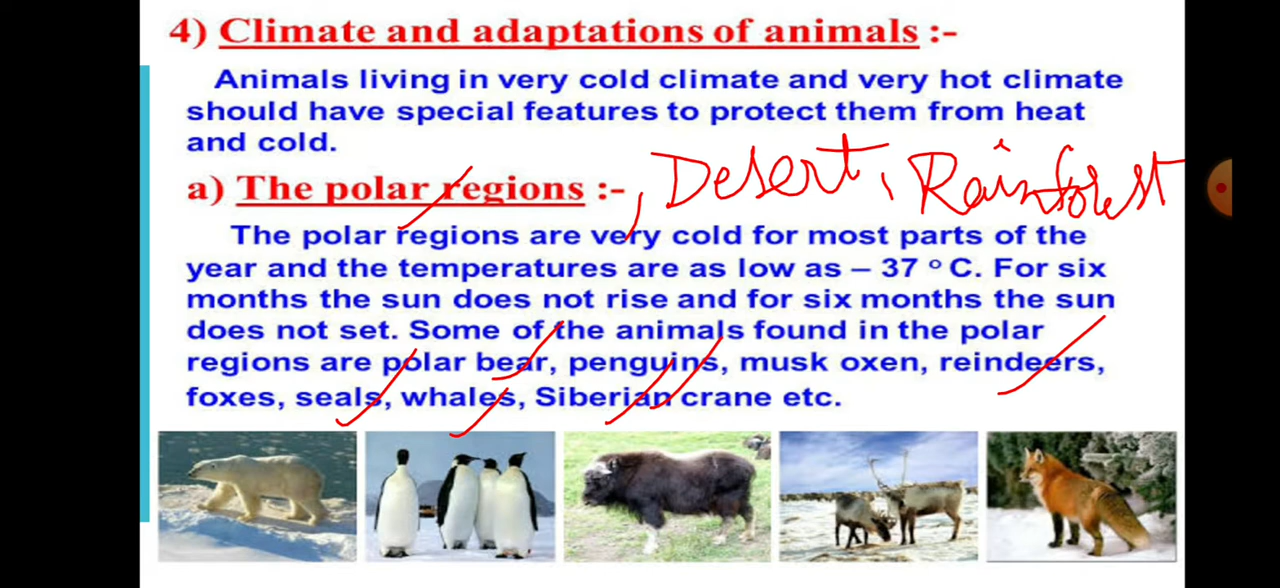 4) Climate and adaptations of animals :-
Animals living in very cold climate and very hot climate
should have special features to protect them from heat
and cold.
a) The polar regions :- , Desert, Rainforest
The polar regions are very cold for most parts of the
year and the temperatures are as low as – 37 °C. For six
months the sun does not rise and for six months the sun
does not set. Some of the animals found in the polar
regions are polar bear, penguins, musk oxen, reindeers,
foxes, seals, whales, Siberian crane etc.